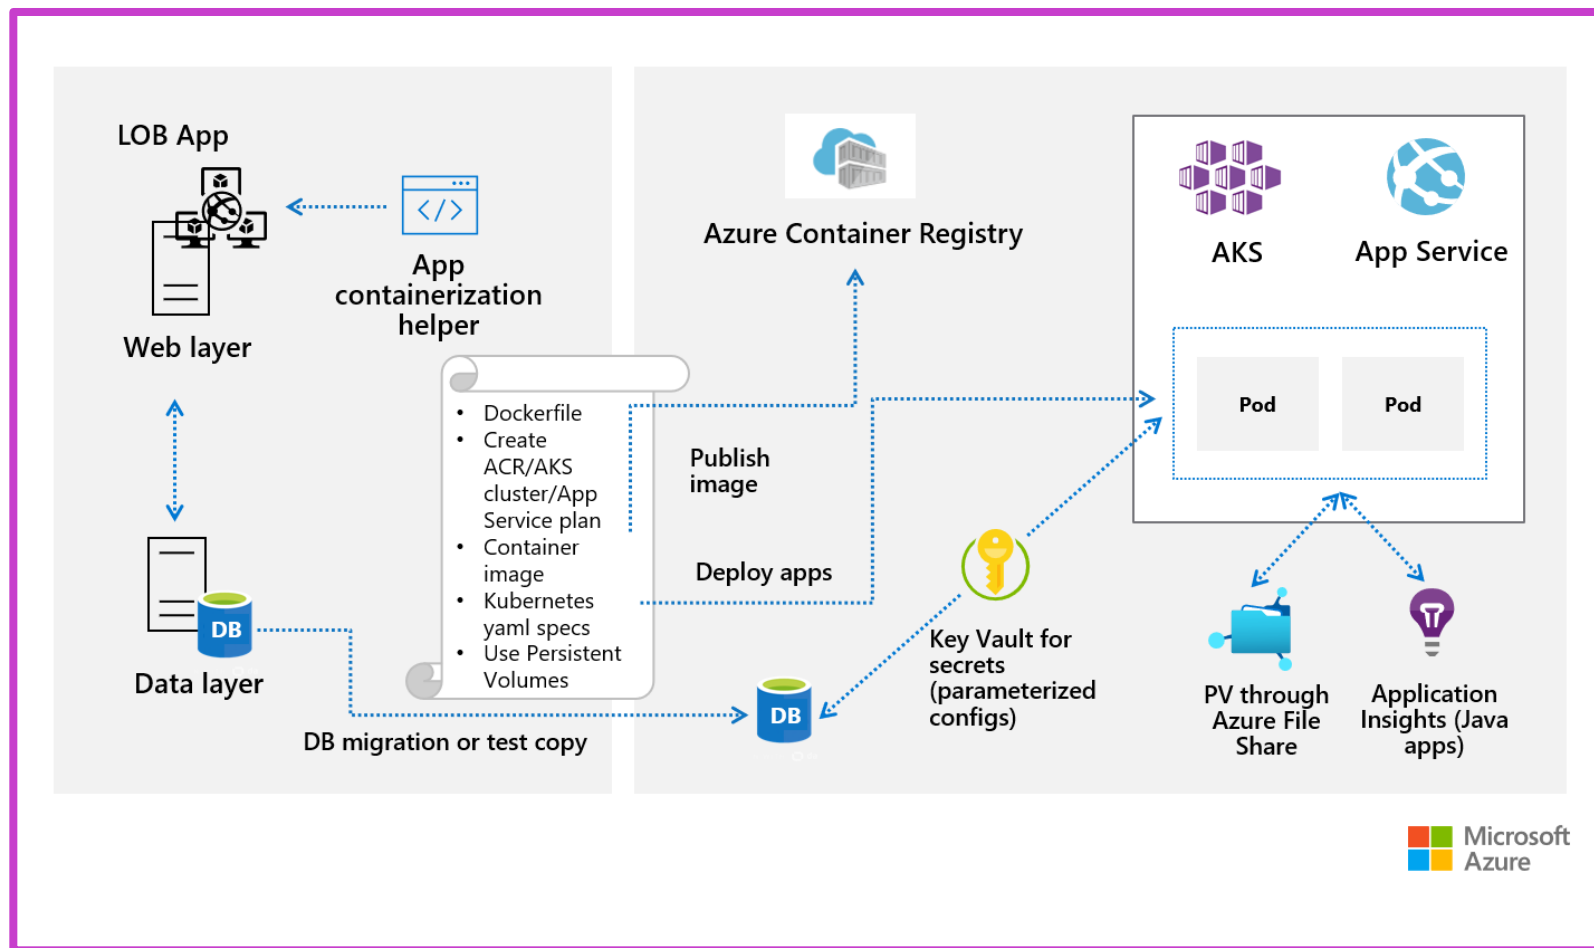 LOB App
</>
App
containerization
helper
Web layer
• Dockerfile
• Create
ACR/AKS
cluster/App
Service plan
• Container
image
• Kubernetes
yaml specs
• Use Persistent
Volumes
DB
Data layer
DB migration or test copy
Azure Container Registry
Publish
image
Deploy apps
DB
Key Vault for
secrets
(parameterized
configs)
AKS
App Service
Pod
Pod
PV through
Azure File
Share
Application
Insights (Java
apps)
Microsoft
Azure